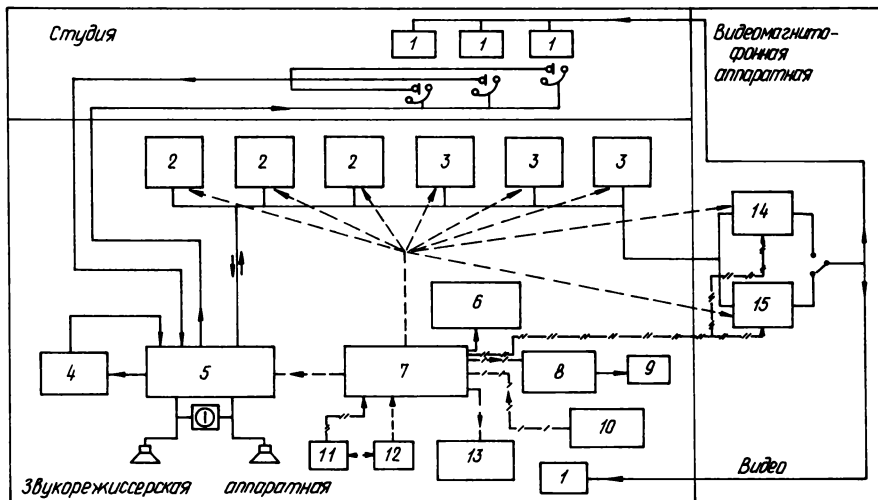 Студия
1 1 1
Видеомагнито-
фонная
аппаратная
2 2 2 3 3 3
14
15
6
4 5 7 8 9
10
11 12 13
1
Видео
Звукорежиссерская аппаратная